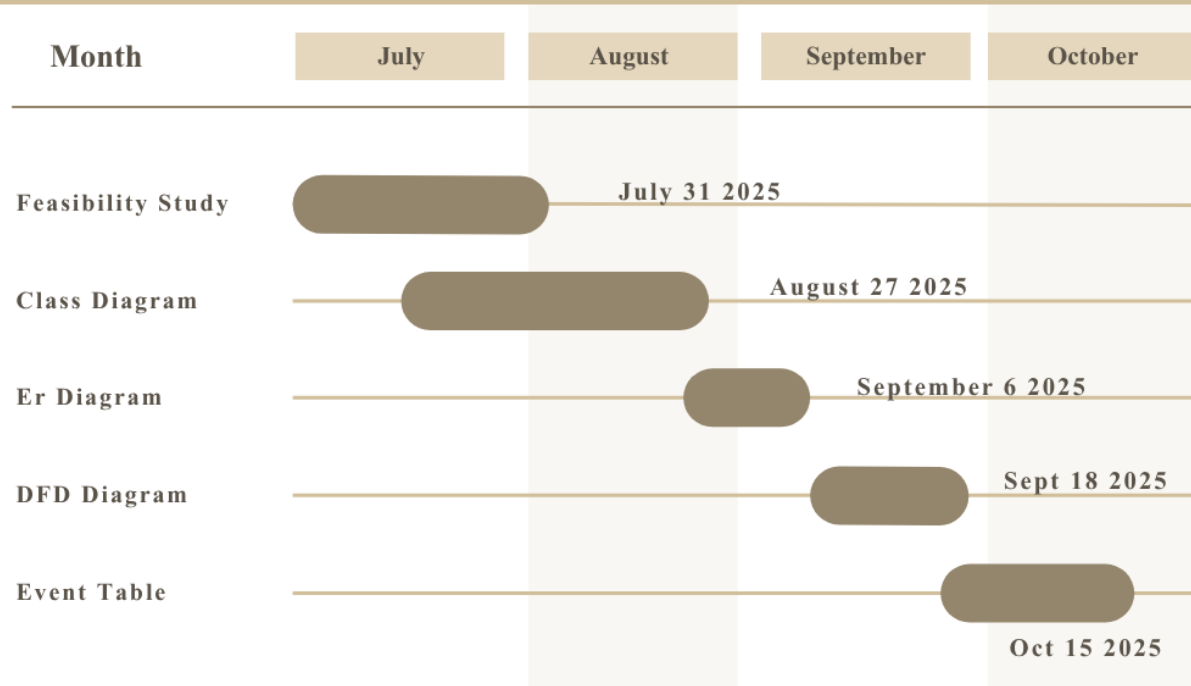 Month
July
August
September
October
Feasibility Study
July 31 2025
Class Diagram
August 27 2025
Er Diagram
September 6 2025
DFD Diagram
Sept 18 2025
Event Table
Oct 15 2025